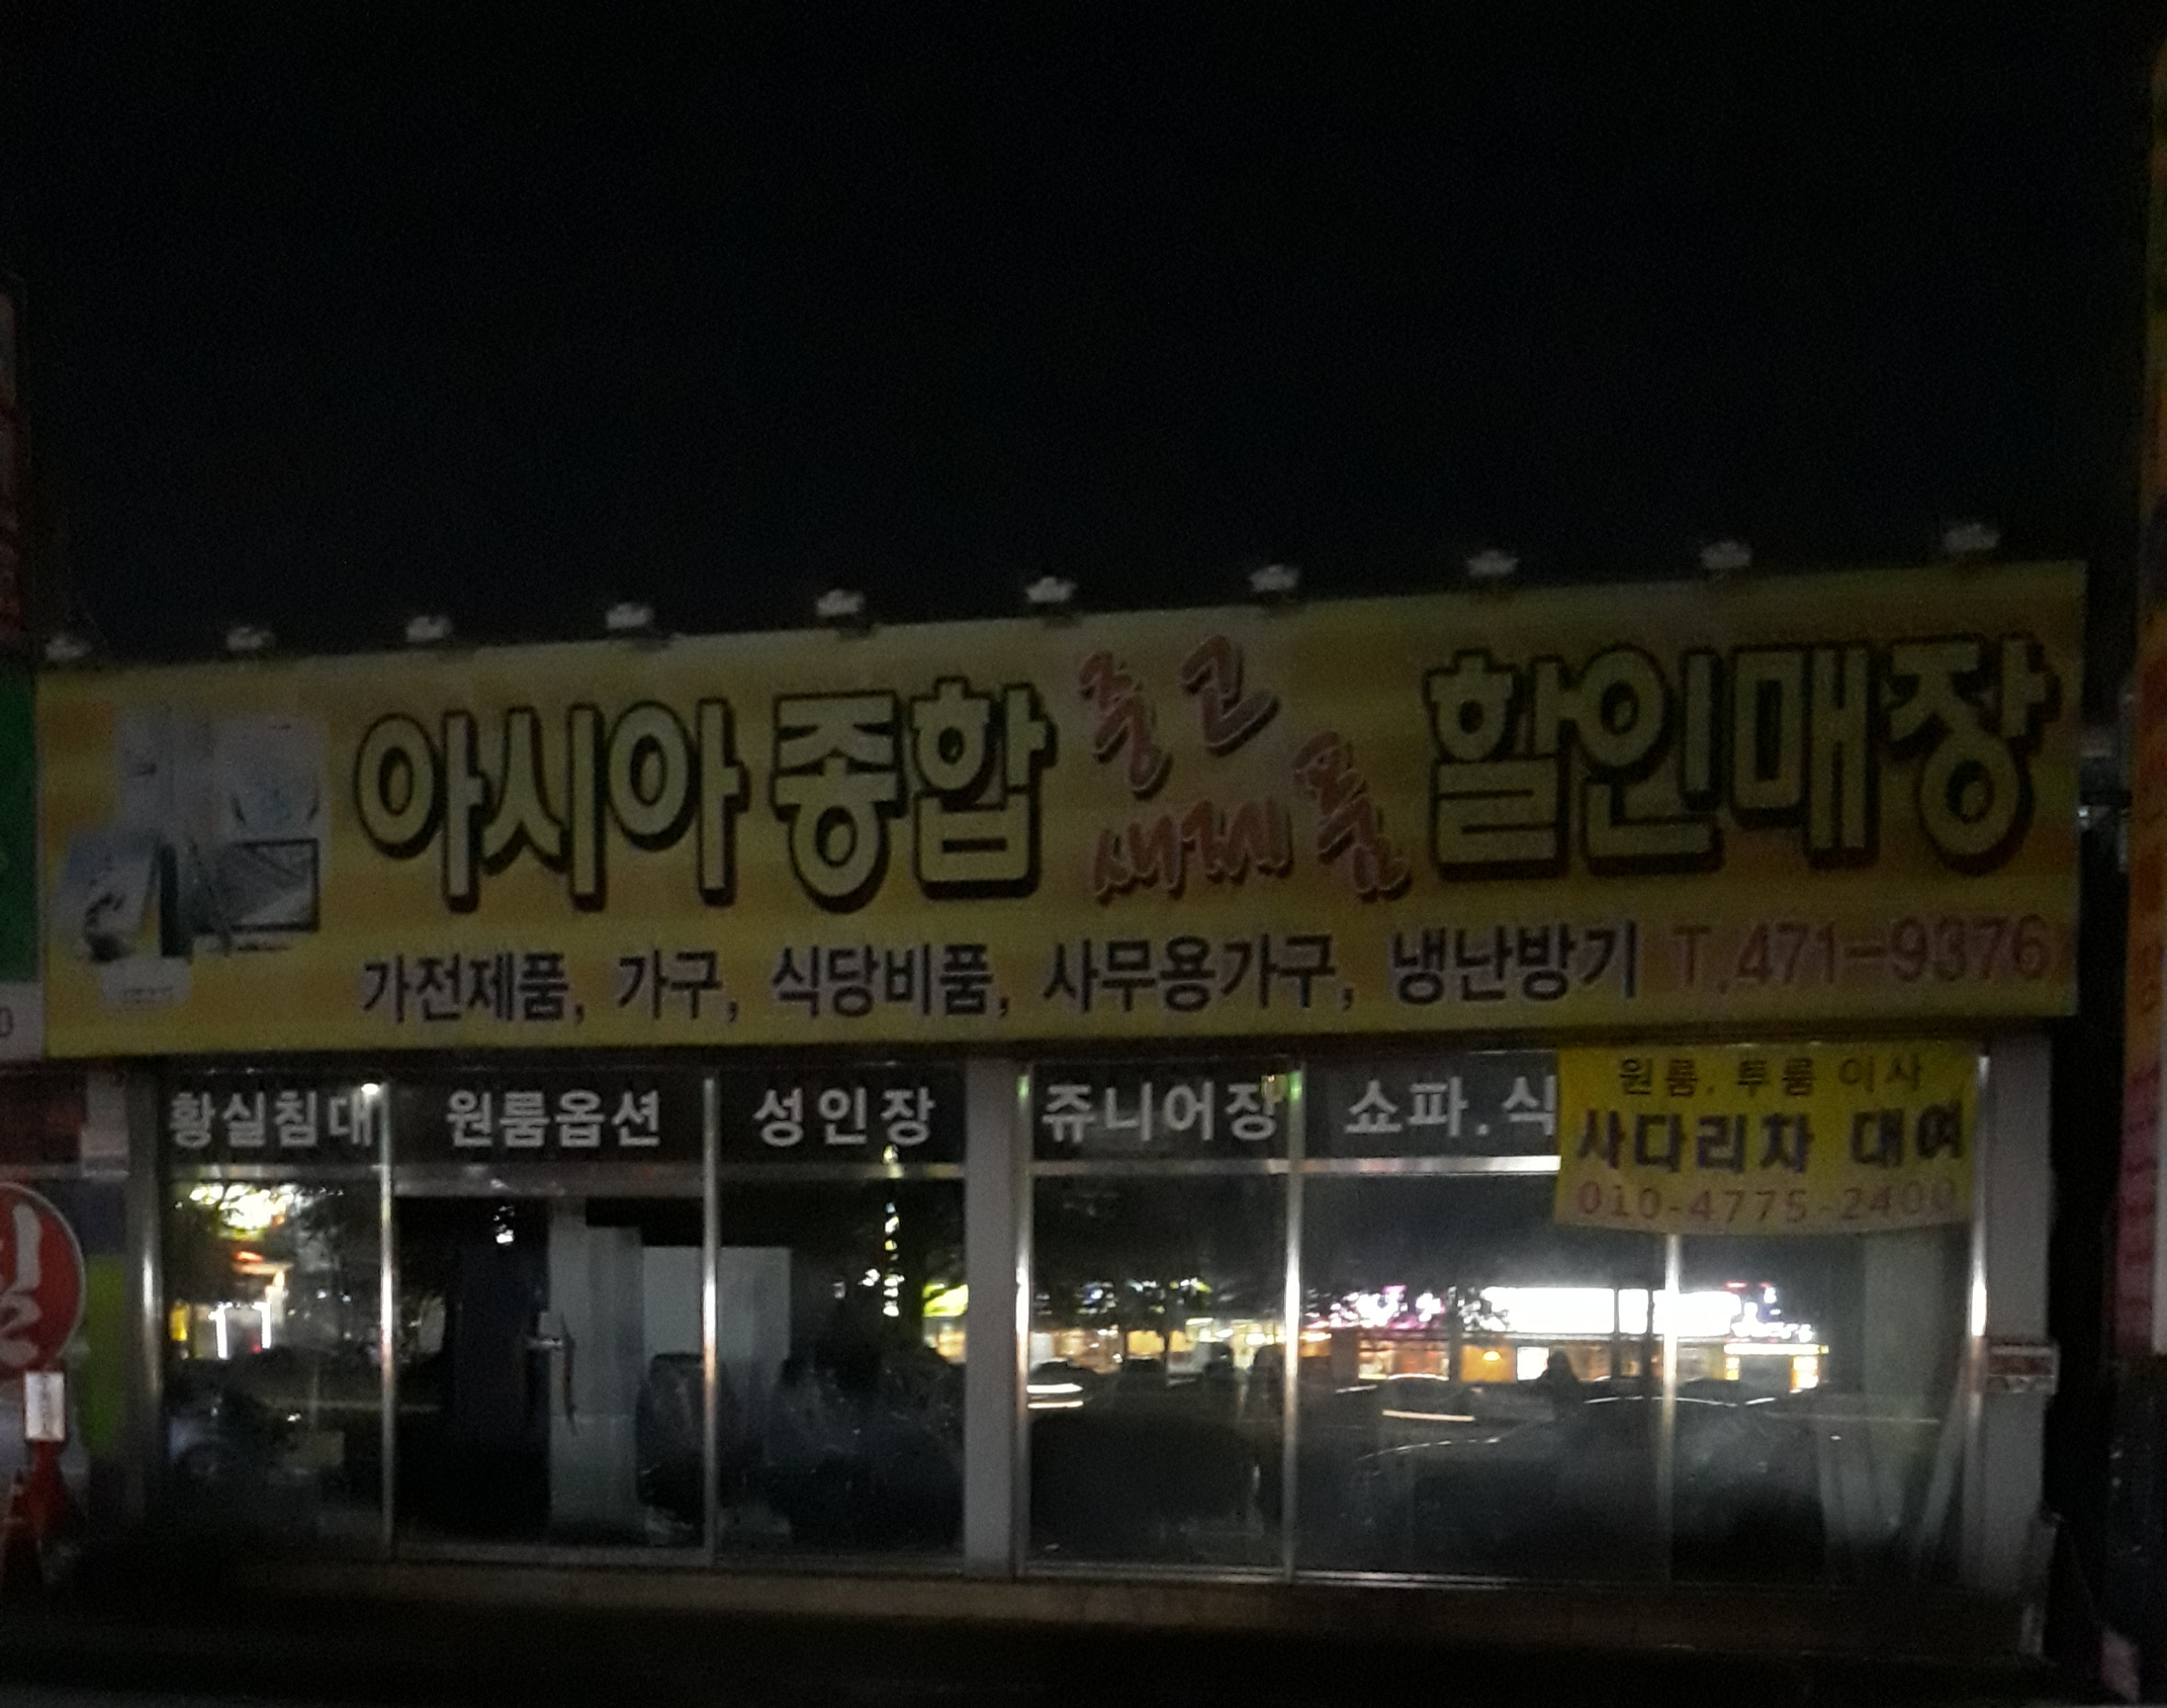 아시아 종합 중고 새제품 할인매장
가전제품, 가구, 식당비품, 사무용가구, 냉난방기 T.471-9376
황실침대 원룸옵션 성인장 쥬니어장 쇼파.식
원룸.투룸 이사
사다리차 대여
010-4775-2400